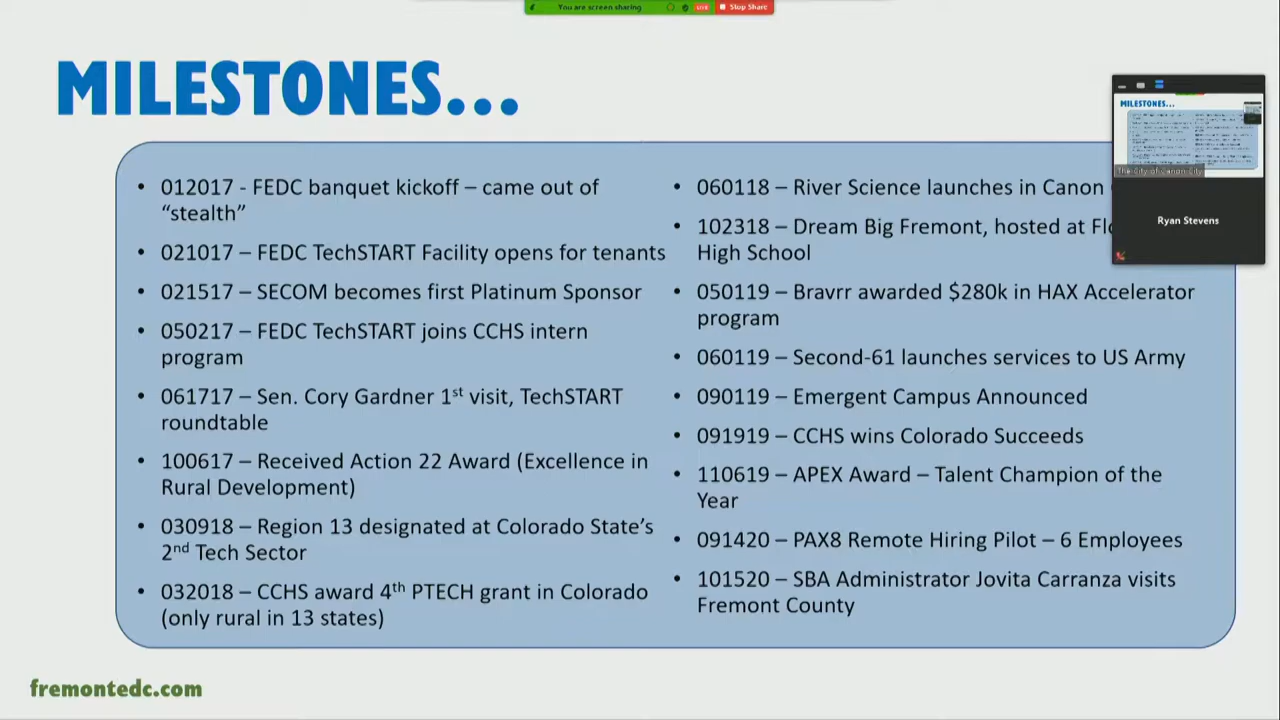 You are screen sharing
LIVE
Stop Share
MILESTONES...
• 012017 - FEDC banquet kickoff – came out of
“stealth”
• 021017 – FEDC TechSTART Facility opens for tenants
• 021517 – SECOM becomes first Platinum Sponsor
• 050217 – FEDC TechSTART joins CCHS intern
program
• 061717 – Sen. Cory Gardner 1st visit, TechSTART
roundtable
• 100617 – Received Action 22 Award (Excellence in
Rural Development)
• 030918 – Region 13 designated at Colorado State’s
2nd Tech Sector
• 032018 – CCHS award 4th PTECH grant in Colorado
(only rural in 13 states)
• 060118 – River Science launches in Canon
• 102318 – Dream Big Fremont, hosted at
High School
• 050119 – Bravrr awarded $280k in HAX Accelerator
program
• 060119 – Second-61 launches services to US Army
• 090119 – Emergent Campus Announced
• 091919 – CCHS wins Colorado Succeeds
• 110619 – APEX Award – Talent Champion of the
Year
• 091420 – PAX8 Remote Hiring Pilot – 6 Employees
• 101520 – SBA Administrator Jovita Carranza visits
Fremont County
MILESTONES...
The City of Canon City
Ryan Stevens
fremontedc.com